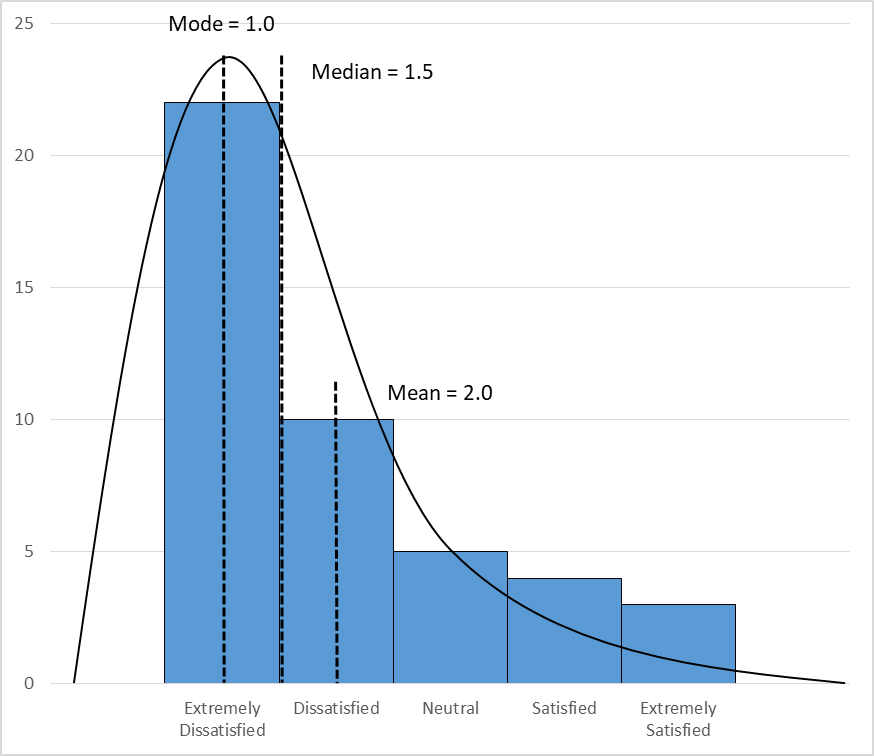 25
Mode = 1.0
Median = 1.5
20
15
Mean = 2.0
10
5
0
Extremely
Dissatisfied
Dissatisfied
Neutral
Satisfied
Extremely
Satisfied